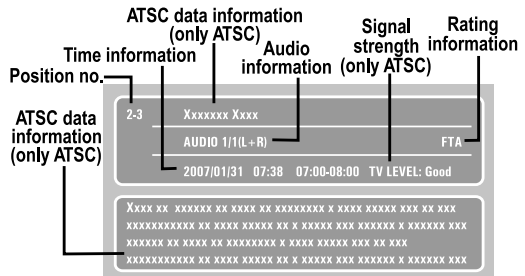 ATSC data information
(only ATSC)
Signal
strength
(only ATSC)
Rating
information
Time information
Audio
information
Position no.
ATSC data
information
(only ATSC)
2-3
Xxxxxxx Xxxx
AUDIO 1/1(L+R)
FTA
2007/01/31 07:38 07:00-08:00 TV LEVEL: Good
Xxxx xx xxxxxx xx xxxx xx xxxxxxxx x xxxx xxxxx xxx xx xxx
xxxxxxxxxxx xx xxxx xxxxx xx x xxxxx xxx xxxxxx x xxxxxx xxx
xxxxxx xx xxxx xx xxxxxxxx x xxxx xxxxx xxx xx xxx
xxxxxxxxxxx xx xxxx xxxxx xx x xxxxx xxx xxxxxx x xxxxxx xxx